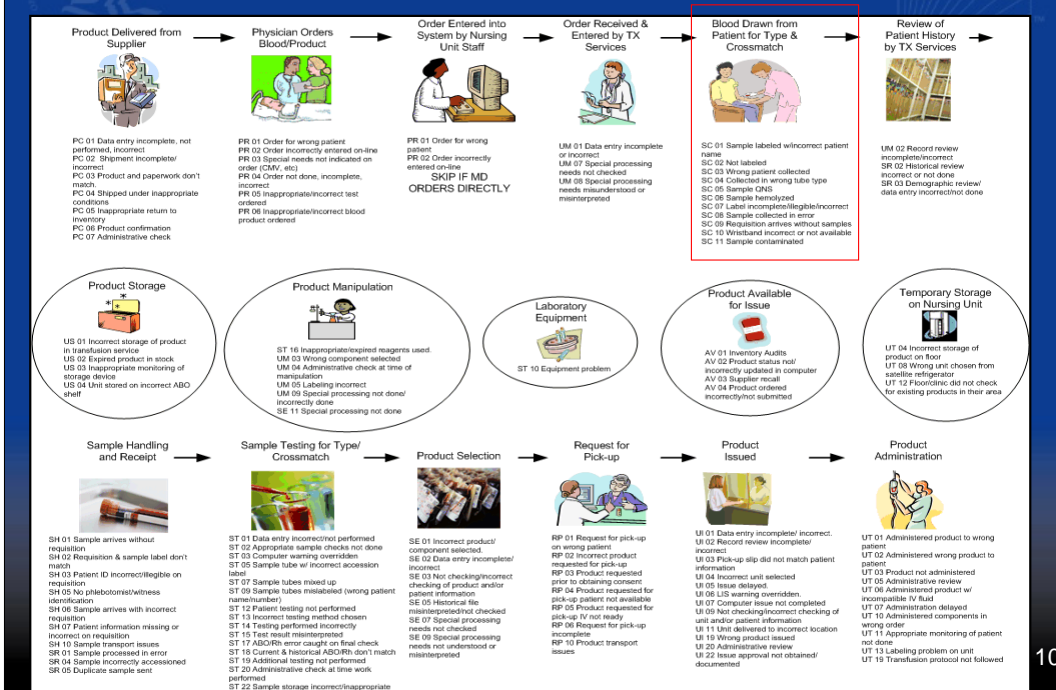 Product Delivered from
Supplier
PC 01 Data entry incomplete, not
performed, incorrect
PC 02 Shipment incomplete/
incorrect
PC 03 Product and paperwork don't
match.
PC 04 Shipped under inappropriate
conditions
PC 05 Inappropriate return to
inventory
PC 06 Product confirmation
PC 07 Administrative check
Physician Orders
Blood/Product
PR 01 Order for wrong patient
PR 02 Order incorrectly entered on-line
PR 03 Special needs not indicated on
order (CMV, etc)
PR 04 Order not done, incomplete,
incorrect
PR 05 Inappropriate/incorrect test
ordered
PR 06 Inappropriate/incorrect blood
product ordered
Order Entered into
System by Nursing
Unit Staff
PR 01 Order for wrong
patient
PR 02 Order incorrectly
entered on-line
SKIP IF MD
ORDERS DIRECTLY
Order Received &
Entered by TX
Services
UM 01 Data entry incomplete
or incorrect
UM 07 Special processing
needs not checked
UM 08 Special processing
needs misunderstood or
misinterpreted
Blood Drawn from
Patient for Type &
Crossmatch
SC 01 Sample labeled w/incorrect patient
name
SC 02 Not labeled
SC 03 Wrong patient collected
SC 04 Collected in wrong tube type
SC 05 Sample QNS
SC 06 Sample hemolyzed
SC 07 Label incomplete/illegible/incorrect
SC 08 Sample collected in error
SC 09 Requisition arrives without samples
SC 10 Wristband incorrect or not available
SC 11 Sample contaminated
Review of
Patient History
by TX Services
UM 02 Record review
incomplete/incorrect
SR 02 Historical review
incorrect or not done
SR 03 Demographic review/
data entry incorrect/not done
Product Storage
US 01 Incorrect storage of product
in transfusion service
US 02 Expired product in stock
US 03 Inappropriate monitoring of
storage device
US 04 Unit stored on incorrect ABO
shelf
Product Manipulation
ST 16 Inappropriate/expired reagents used.
UM 03 Wrong component selected
UM 04 Administrative check at time of
manipulation
UM 05 Labeling incorrect
UM 09 Special processing not done/
incorrectly done
SE 11 Special processing not done
Laboratory
Equipment
ST 10 Equipment problem
Product Available
for Issue
AV 01 Inventory Audits
AV 02 Product status not/
incorrectly updated in computer
AV 03 Supplier recall
AV 04 Product ordered
incorrectly/not submitted
Temporary Storage
on Nursing Unit
UT 04 Incorrect storage of
product on floor
UT 08 Wrong unit chosen from
satellite refrigerator
UT 12 Floor/clinic did not check
for existing products in their area
Sample Handling
and Receipt
SH 01 Sample arrives without
requisition
SH 02 Requisition & sample label don't
match
SH 03 Patient ID incorrect/illegible on
requisition
SH 05 No phlebotomist/witness
identification
SH 06 Sample arrives with incorrect
requisition
SH 07 Patient information missing or
incorrect on requisition
SH 10 Sample transport issues
SR 01 Sample processed in error
SR 04 Sample incorrectly accessioned
SR 05 Duplicate sample sent
Sample Testing for Type/
Crossmatch
ST 01 Data entry incorrect/not performed
ST 02 Appropriate sample checks not done
ST 03 Computer warning overridden
ST 05 Sample tube w/ incorrect accession
label
ST 07 Sample tubes mixed up
ST 09 Sample tubes mislabeled (wrong patient
name/number)
ST 12 Patient testing not performed
ST 13 Incorrect testing method chosen
ST 14 Testing performed incorrectly
ST 15 Test result misinterpreted
ST 17 ABO/Rh error caught on final check
ST 18 Current & historical ABO/Rh don't match
ST 19 Additional testing not performed
ST 20 Administrative check at time work
performed
ST 22 Sample storage incorrect/inappropriate
Product Selection
SE 01 Incorrect product/
component selected.
SE 02 Data entry incomplete/
incorrect
SE 03 Not checking/incorrect
checking of product and/or
patient information
SE 05 Historical file
misinterpreted/not checked
SE 07 Special processing
needs not checked
SE 09 Special processing
needs not understood or
misinterpreted
Request for
Pick-up
RP 01 Request for pick-up
on wrong patient
RP 02 Incorrect product
requested for pick-up
RP 03 Product requested
prior to obtaining consent
RP 04 Product requested for
pick-up patient not available
RP 05 Product requested for
pick-up IV not ready
RP 06 Request for pick-up
incomplete
RP 10 Product transport
issues
Product
Issued
UI 01 Data entry incomplete/ incorrect.
UI 02 Record review incomplete/
incorrect
UI 03 Pick-up slip did not match patient
information
UI 04 Incorrect unit selected
UI 05 Issue delayed.
UI 06 LIS warning overridden.
UI 07 Computer issue not completed
UI 09 Not checking/incorrect checking of
unit and/or patient information
UI 11 Unit delivered to incorrect location
UI 19 Wrong product issued
UI 20 Administrative review
UI 22 Issue approval not obtained/
documented
Product
Administration
UT 01 Administered product to wrong
patient
UT 02 Administered wrong product to
patient
UT 03 Product not administered
UT 05 Administrative review
UT 06 Administered product w/
incompatible IV fluid
UT 07 Administration delayed
UT 10 Administered components in
wrong order
UT 11 Appropriate monitoring of patient
not done
UT 13 Labeling problem on unit
UT 19 Transfusion protocol not followed
10